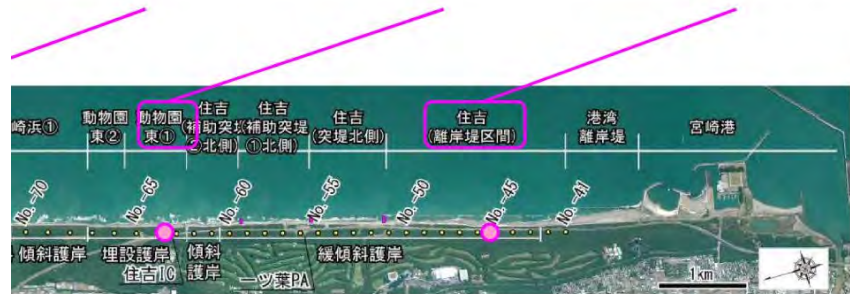 崎浜①
動物園
東②
動物園
東①
住吉
(補助突堤
②北側)
住吉
(補助突堤
①北側)
住吉
(突堤北側)
住吉
(離岸堤区間)
港湾
離岸堤
宮崎港
No.-70
No.-65
No.-60
No.-55
No.-50
No.-45
No.-41
傾斜護岸
埋設護岸
傾斜
護岸
緩傾斜護岸
住吉IC
一ツ葉PA
1km